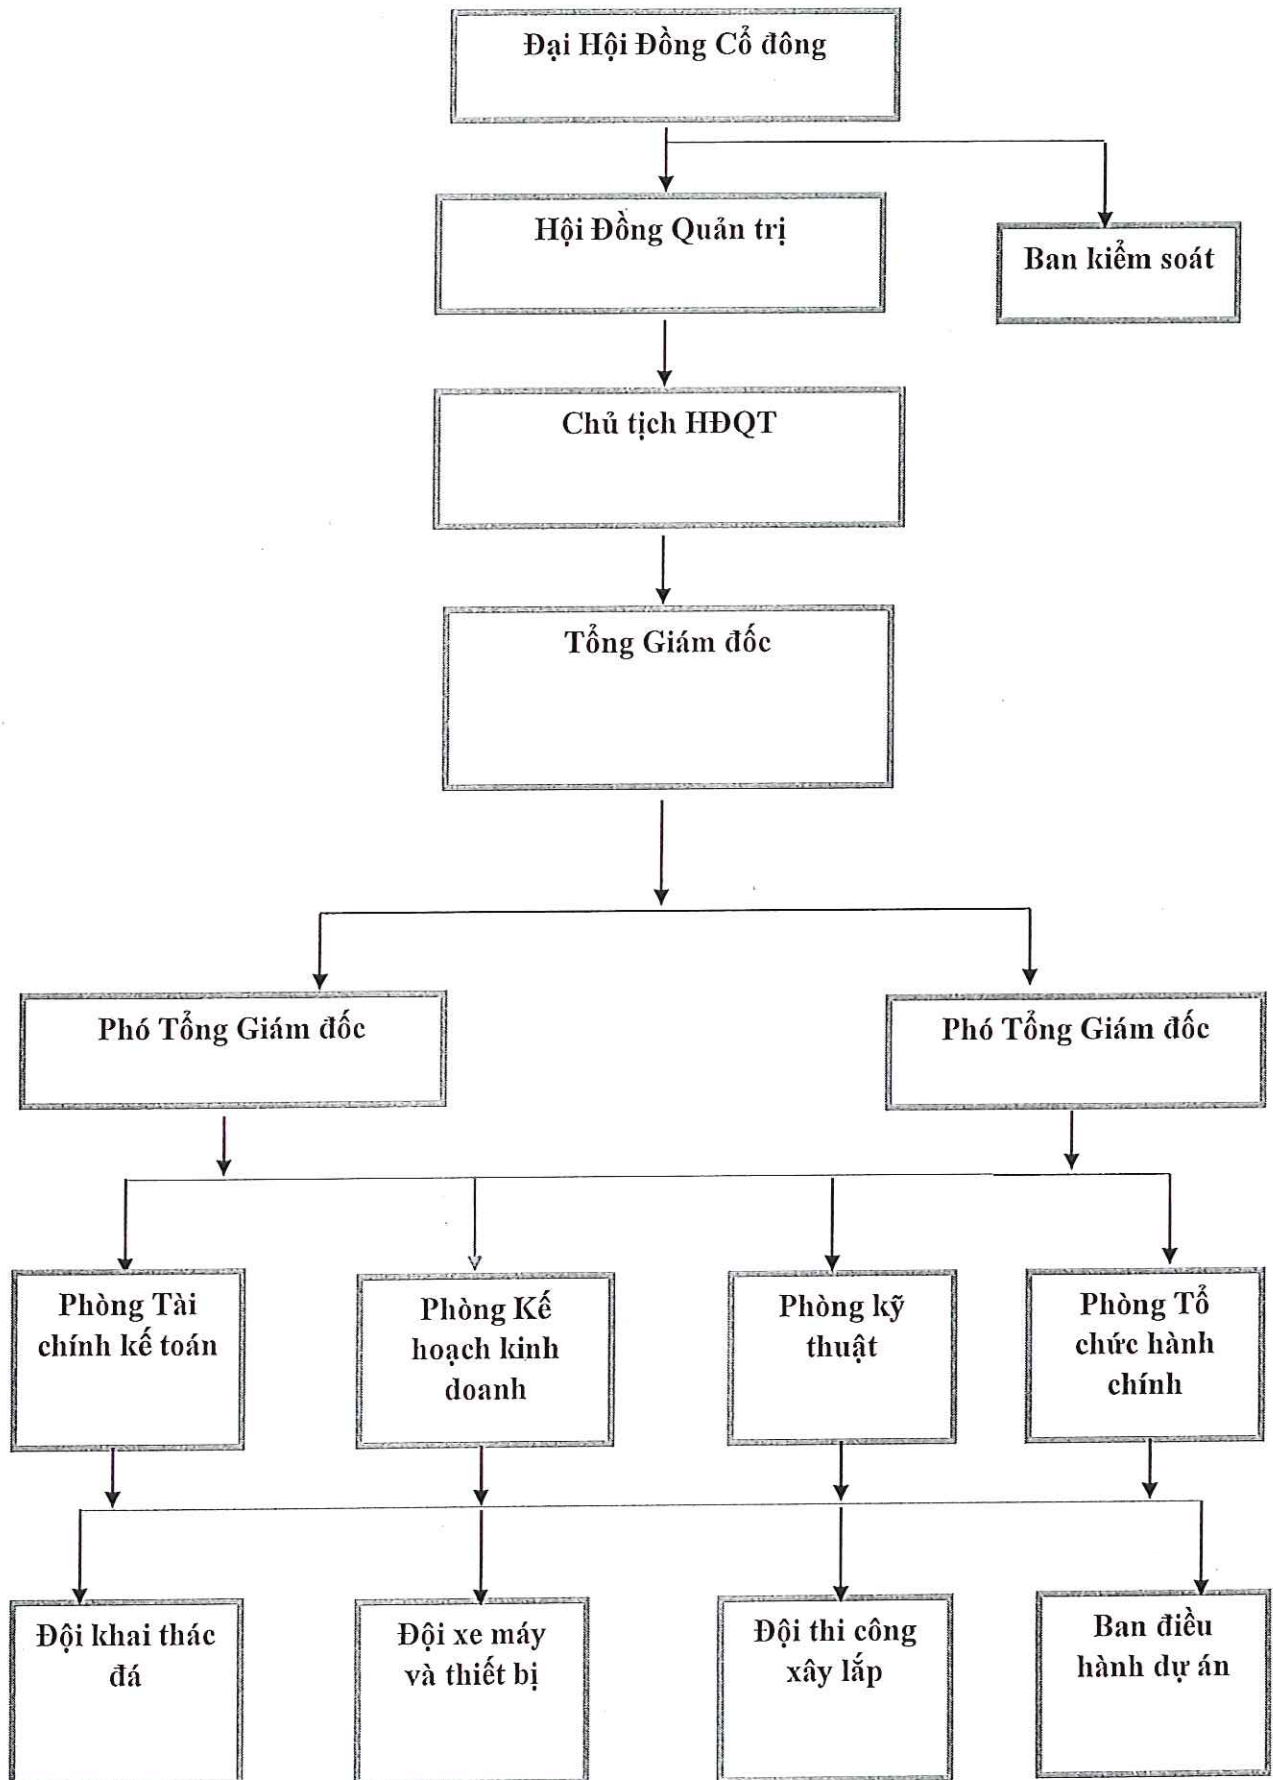 Đại Hội Đồng Cổ đông
Hội Đồng Quản trị
Ban kiểm soát
Chủ tịch HĐQT
Tổng Giám đốc
Phó Tổng Giám đốc
Phó Tổng Giám đốc
Phòng Tài
chính kế toán
Phòng Kế
hoạch kinh
doanh
Phòng kỹ
thuật
Phòng Tổ
chức hành
chính
Đội khai thác
đá
Đội xe máy
và thiết bị
Đội thi công
xây lắp
Ban điều
hành dự án